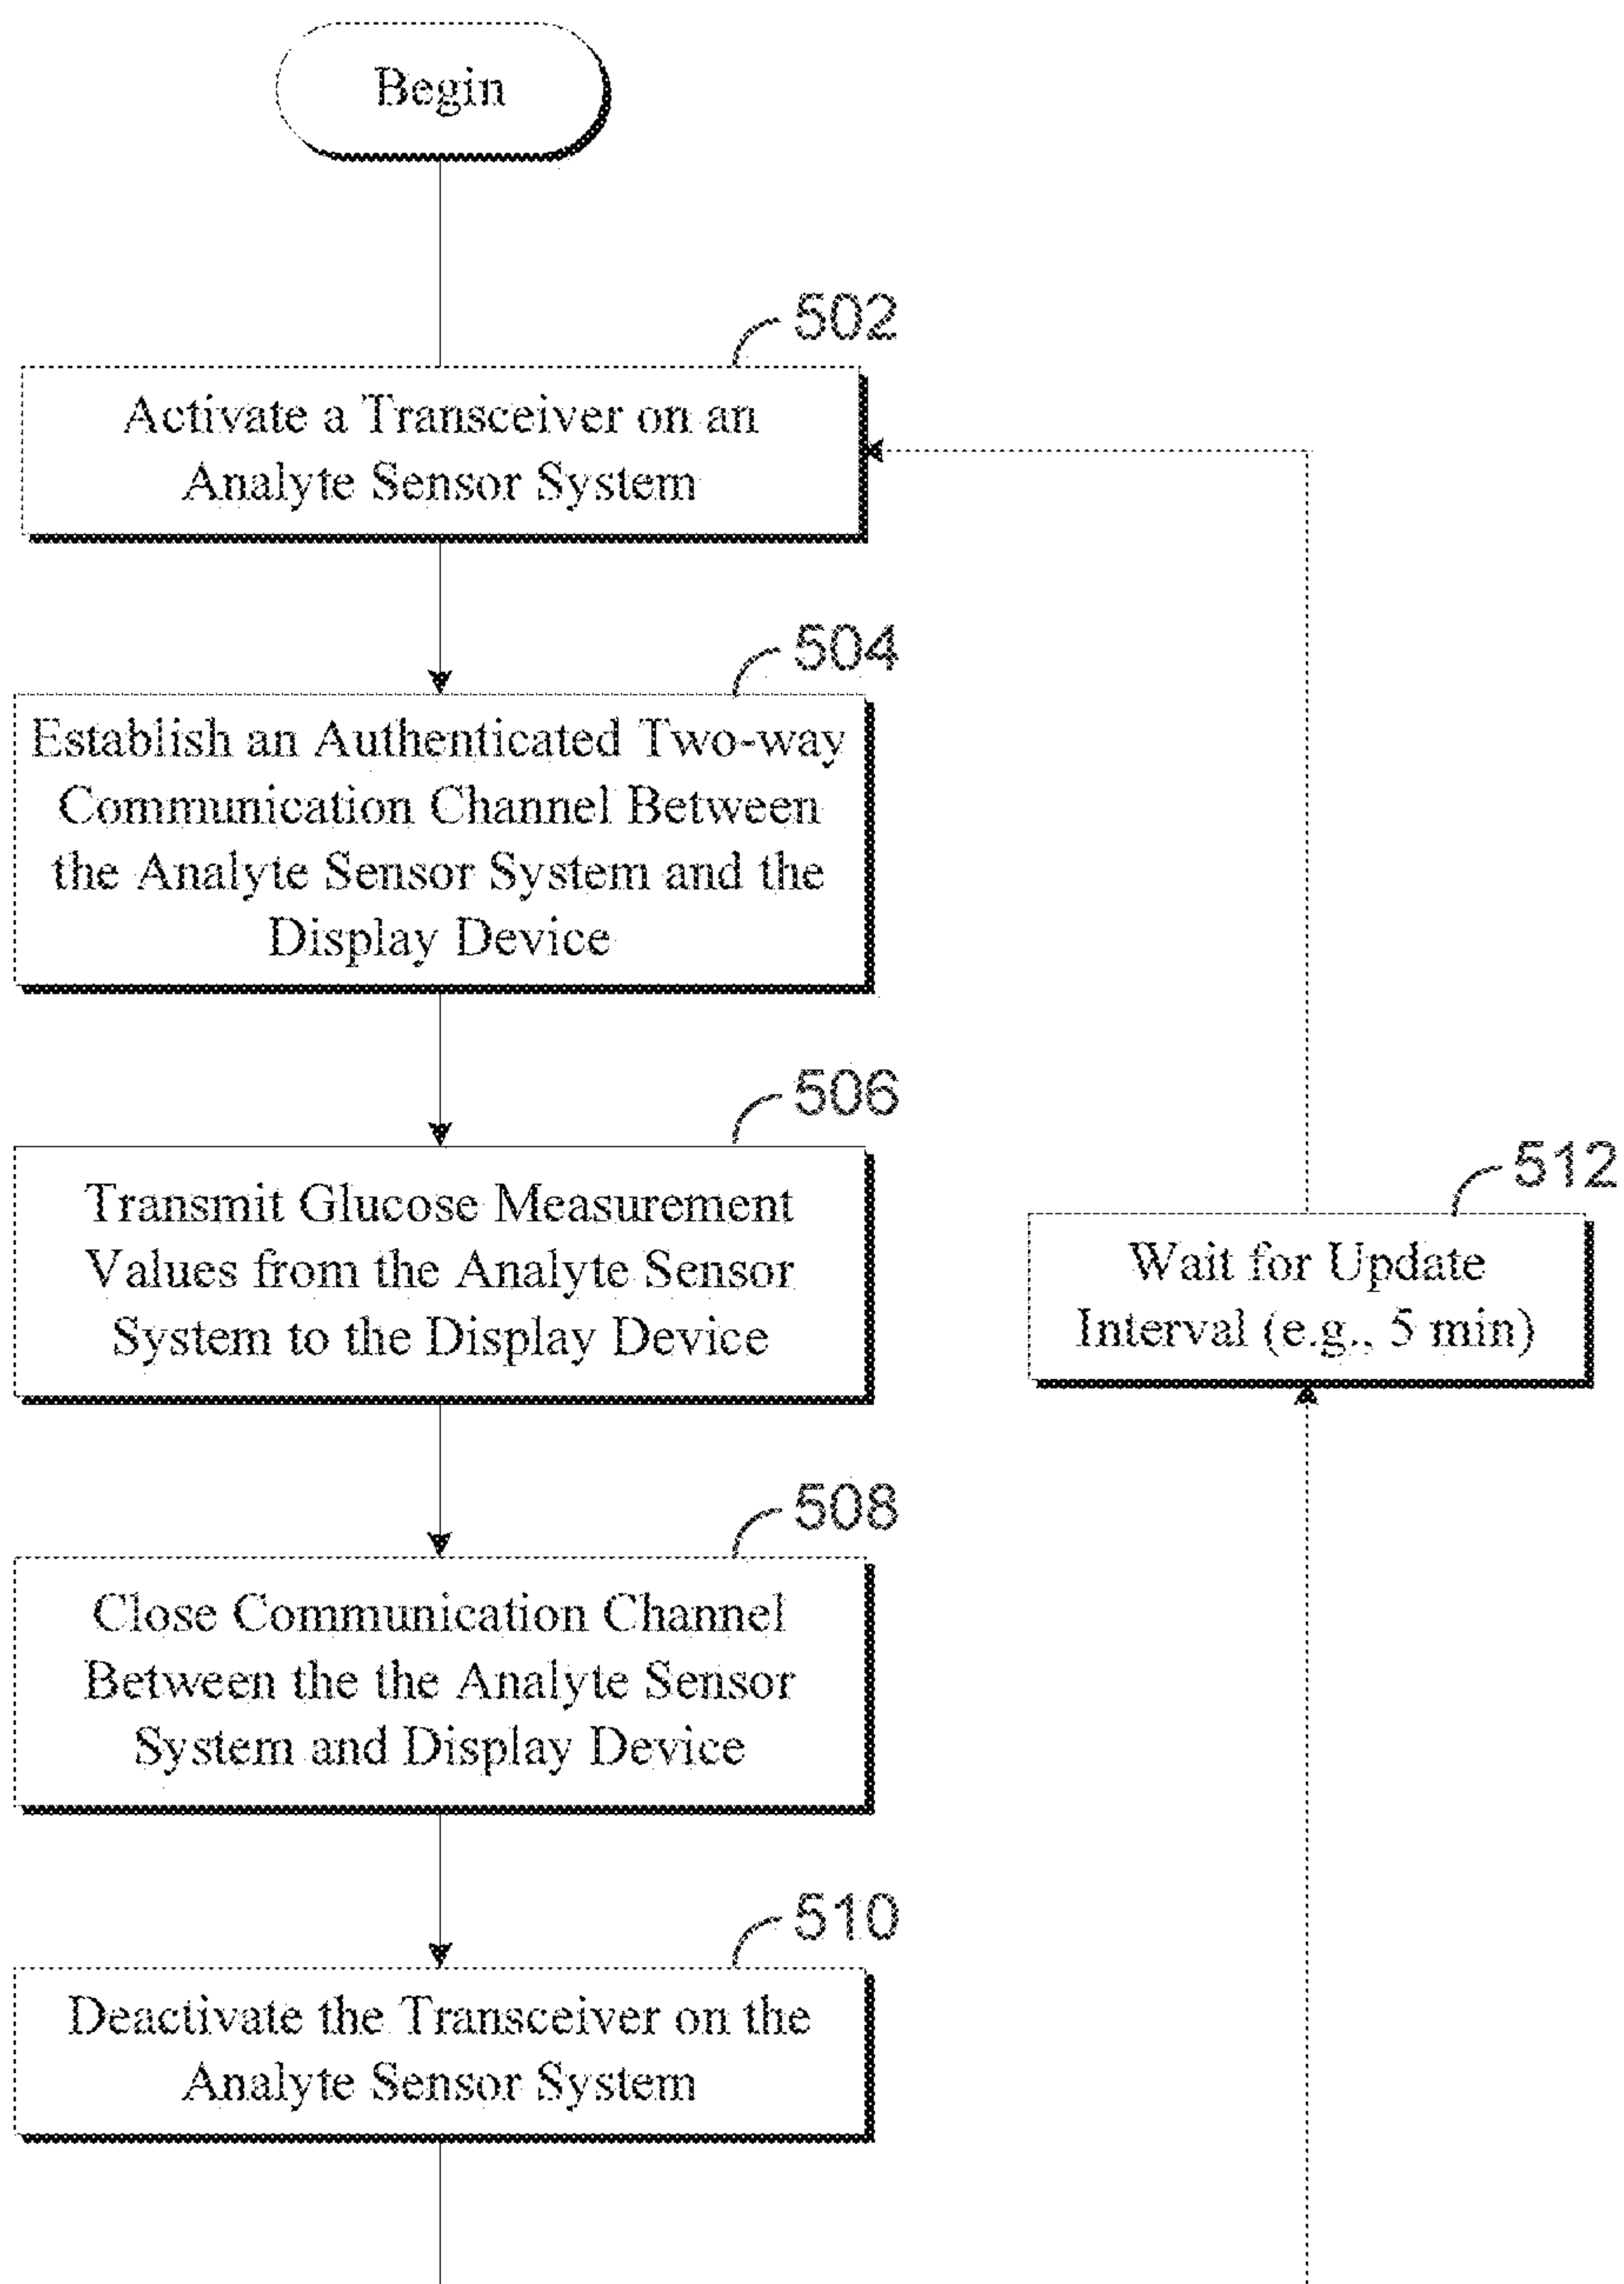 Begin
502
Activate a Transceiver on an
Analyte Sensor System
504
Establish an Authenticated Two-way
Communication Channel Between
the Analyte Sensor System and the
Display Device
506
Transmit Glucose Measurement
Values from the Analyte Sensor
System to the Display Device
512
Wait for Update
Interval (e.g., 5 min)
508
Close Communication Channel
Between the the Analyte Sensor
System and Display Device
510
Deactivate the Transceiver on the
Analyte Sensor System